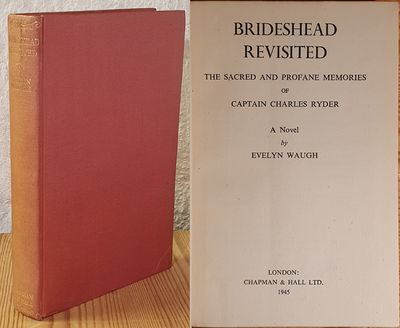 BRIDESHEAD
REVISITED
THE SACRED AND PROFANE MEMORIES
OF
CAPTAIN CHARLES RYDER
A Novel
by
EVELYN WAUGH
LONDON:
CHAPMAN & HALL LTD.
1945